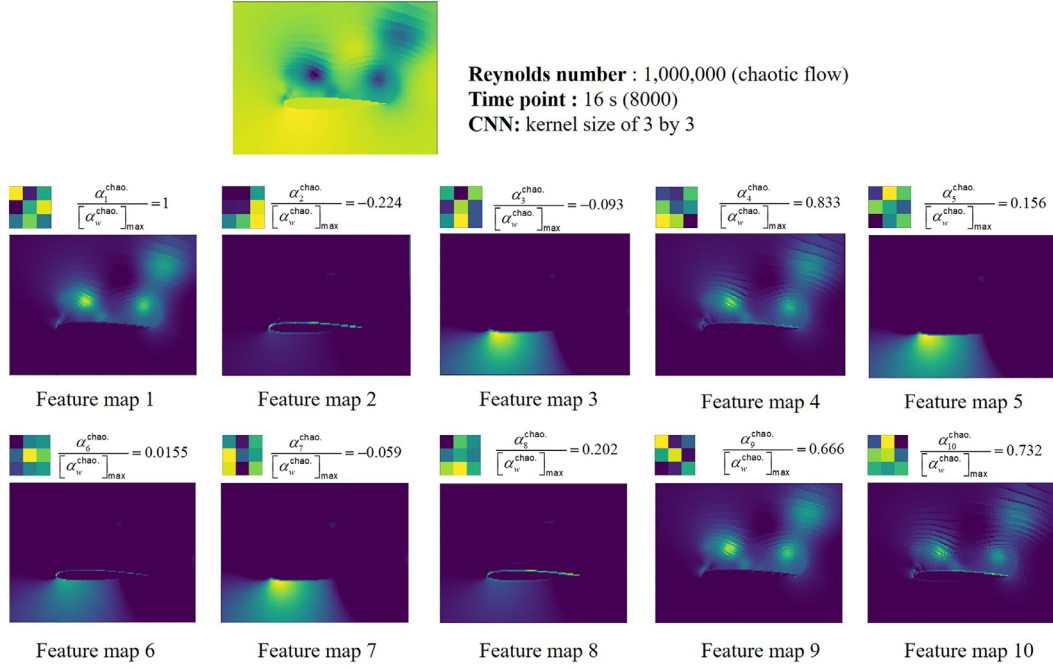 Reynolds number : 1,000,000 (chaotic flow)
Time point : 16 s (8000)
CNN: kernel size of 3 by 3
α₁^chao. / [α_w^chao.]_max = 1
α₂^chao. / [α_w^chao.]_max = −0.224
α₃^chao. / [α_w^chao.]_max = −0.093
α₄^chao. / [α_w^chao.]_max = 0.833
α₅^chao. / [α_w^chao.]_max = 0.156
Feature map 1
Feature map 2
Feature map 3
Feature map 4
Feature map 5
α₆^chao. / [α_w^chao.]_max = 0.0155
α₇^chao. / [α_w^chao.]_max = −0.059
α₈^chao. / [α_w^chao.]_max = 0.202
α₉^chao. / [α_w^chao.]_max = 0.666
α₁₀^chao. / [α_w^chao.]_max = 0.732
Feature map 6
Feature map 7
Feature map 8
Feature map 9
Feature map 10